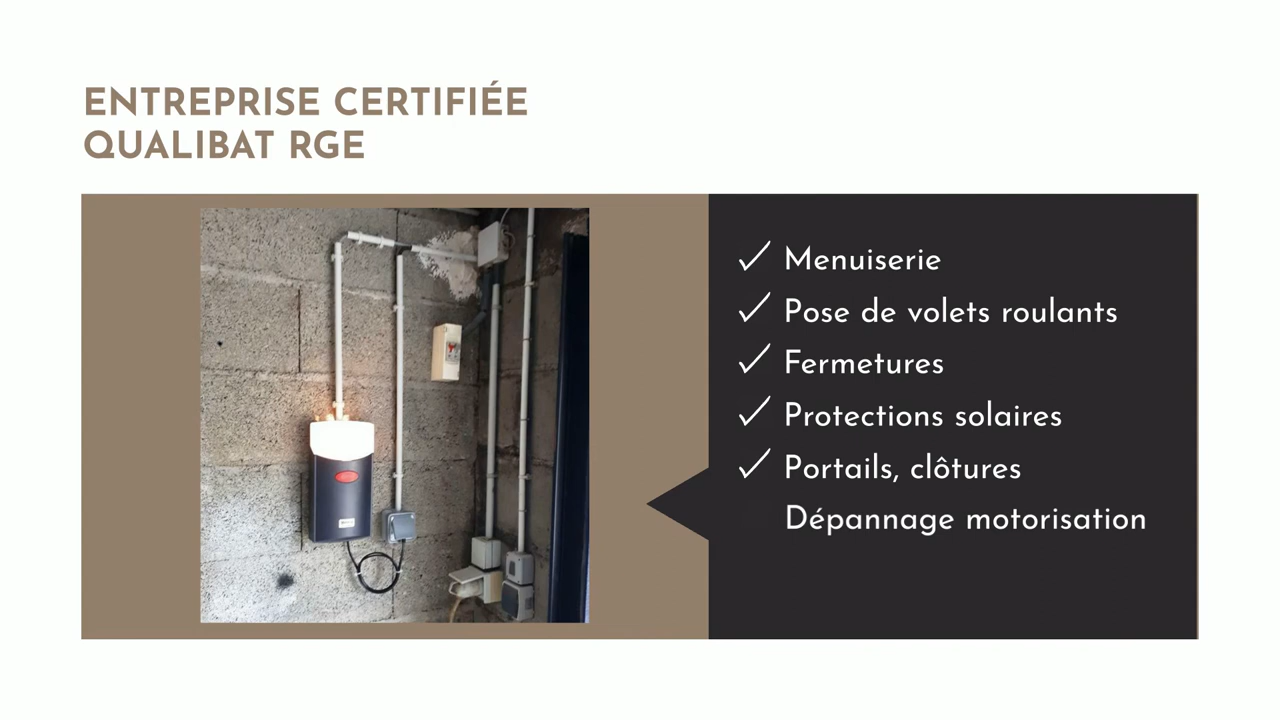 ENTREPRISE CERTIFIÉE
QUALIBAT RGE
Menuiserie
Pose de volets roulants
Fermetures
Protections solaires
Portails, clôtures
Dépannage motorisation